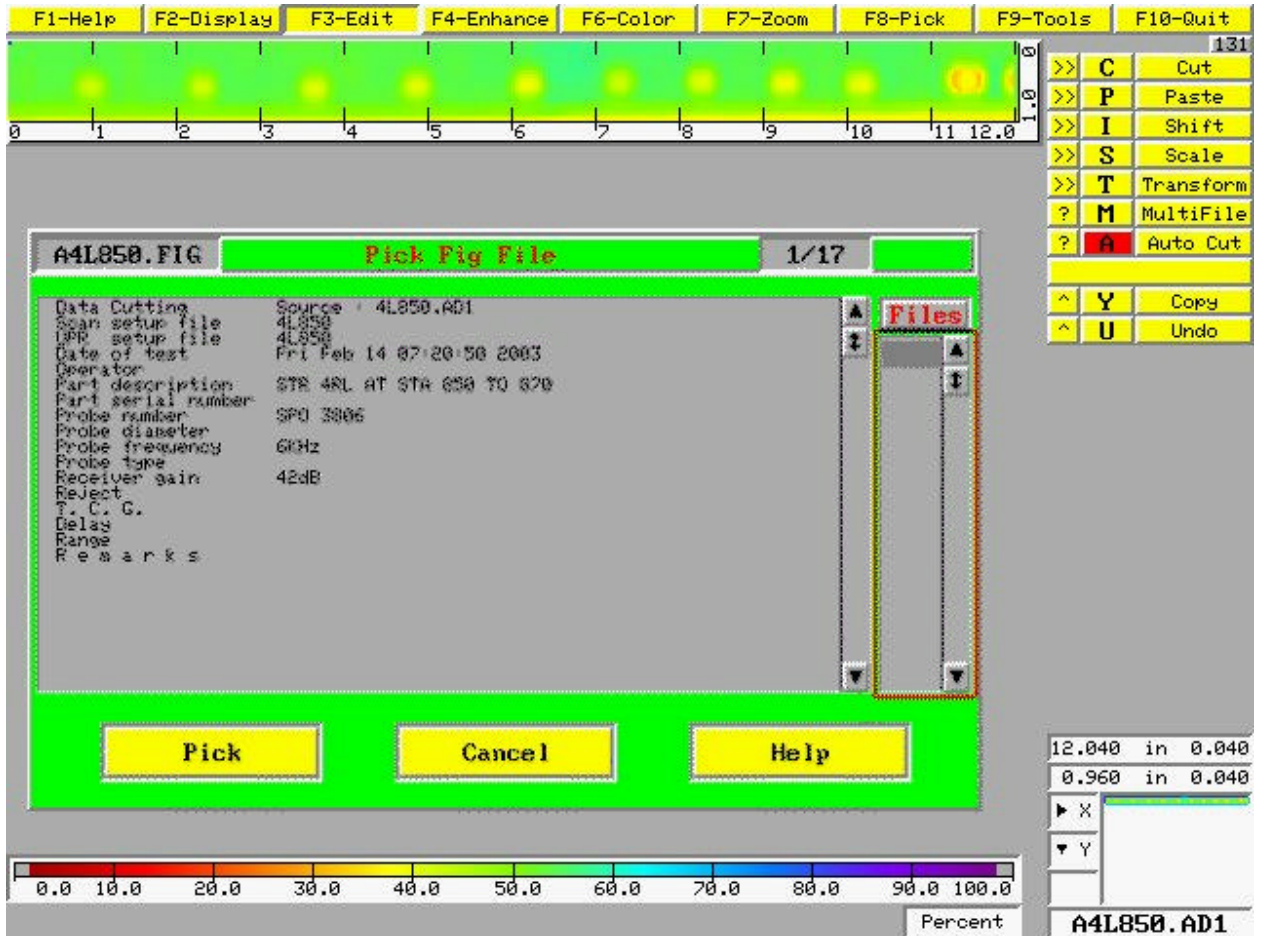 F1-Help F2-Display F3-Edit F4-Enhance F6-Color F7-Zoom F8-Pick F9-Tools F10-Quit
131
0
1.0
0 1 2 3 4 5 6 7 8 9 10 11 12.0
>> C Cut
>> P Paste
>> I Shift
>> S Scale
>> T Transform
? M MultiFile
? A Auto Cut
^ Y Copy
^ U Undo
A4L850.FIG Pick Fig File 1/17
Files
Data Cutting Source : 4L850.AD1
Scan setup file 4L850
UPR setup file 4L850
Date of test Fri Feb 14 07:20:50 2003
Operator
Part description STR 4RL AT STA 850 TO 870
Part serial number
Probe number SPO 3806
Probe diameter
Probe frequency 6KHz
Probe type
Receiver gain 42dB
Reject
T. C. G.
Delay
Range
R e m a r k s
Pick Cancel Help
12.040 in 0.040
0.960 in 0.040
X
Y
0.0 10.0 20.0 30.0 40.0 50.0 60.0 70.0 80.0 90.0 100.0
Percent
A4L850.AD1